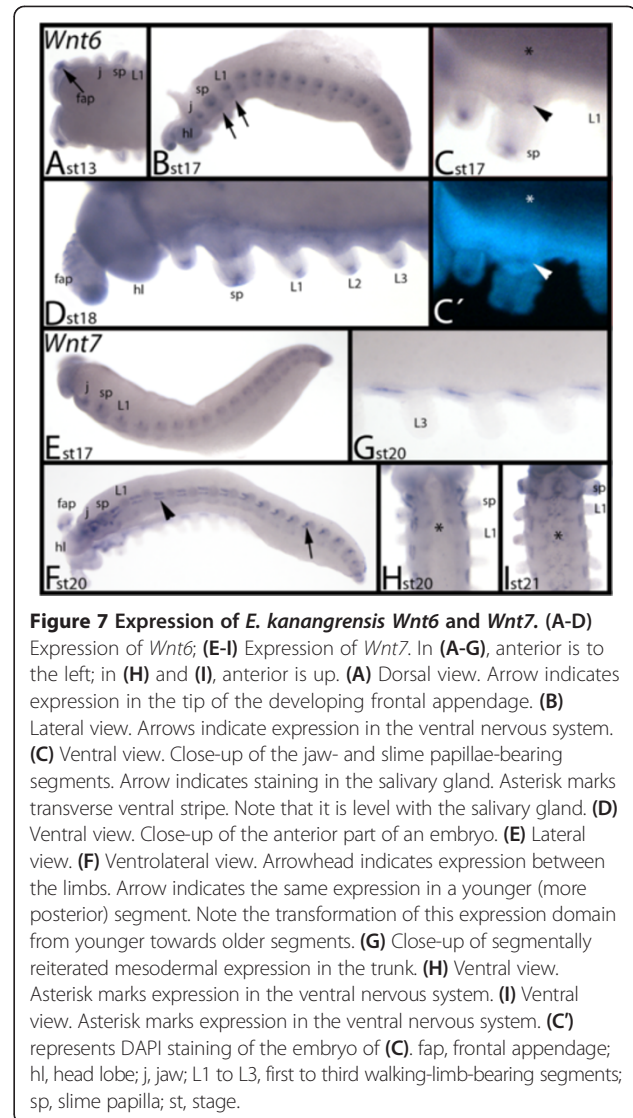 Wnt6
j sp L1
fap
A st13
L1
sp
j
hl
B st17
*
L1
sp
C st17
fap
hl
sp
L1
L2
L3
D st18
*
C´
Wnt7
j sp L1
E st17
L3
G st20
fap j sp L1
hl
F st20
sp
*
L1
H st20
sp
L1
*
I st21
Figure 7 Expression of E. kanangrensis Wnt6 and Wnt7. (A-D)
Expression of Wnt6; (E-I) Expression of Wnt7. In (A-G), anterior is to
the left; in (H) and (I), anterior is up. (A) Dorsal view. Arrow indicates
expression in the tip of the developing frontal appendage. (B)
Lateral view. Arrows indicate expression in the ventral nervous system.
(C) Ventral view. Close-up of the jaw- and slime papillae-bearing
segments. Arrow indicates staining in the salivary gland. Asterisk marks
transverse ventral stripe. Note that it is level with the salivary gland. (D)
Ventral view. Close-up of the anterior part of an embryo. (E) Lateral
view. (F) Ventrolateral view. Arrowhead indicates expression between
the limbs. Arrow indicates the same expression in a younger (more
posterior) segment. Note the transformation of this expression domain
from younger towards older segments. (G) Close-up of segmentally
reiterated mesodermal expression in the trunk. (H) Ventral view.
Asterisk marks expression in the ventral nervous system. (I) Ventral
view. Asterisk marks expression in the ventral nervous system. (C′)
represents DAPI staining of the embryo of (C). fap, frontal appendage;
hl, head lobe; j, jaw; L1 to L3, first to third walking-limb-bearing segments;
sp, slime papilla; st, stage.